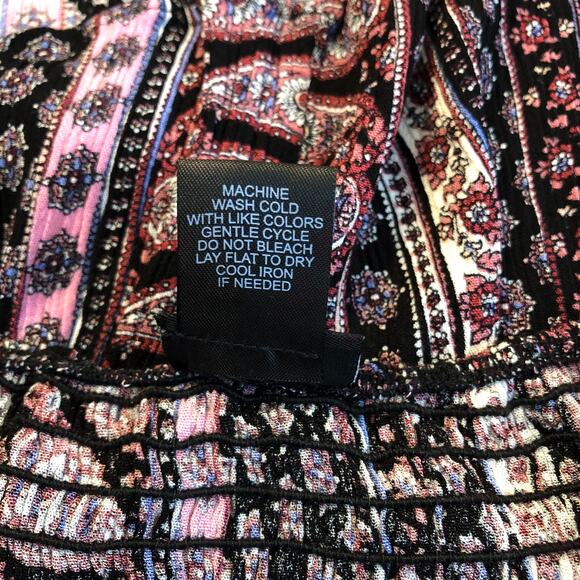 MACHINE
WASH COLD
WITH LIKE COLORS
GENTLE CYCLE
DO NOT BLEACH
LAY FLAT TO DRY
COOL IRON
IF NEEDED